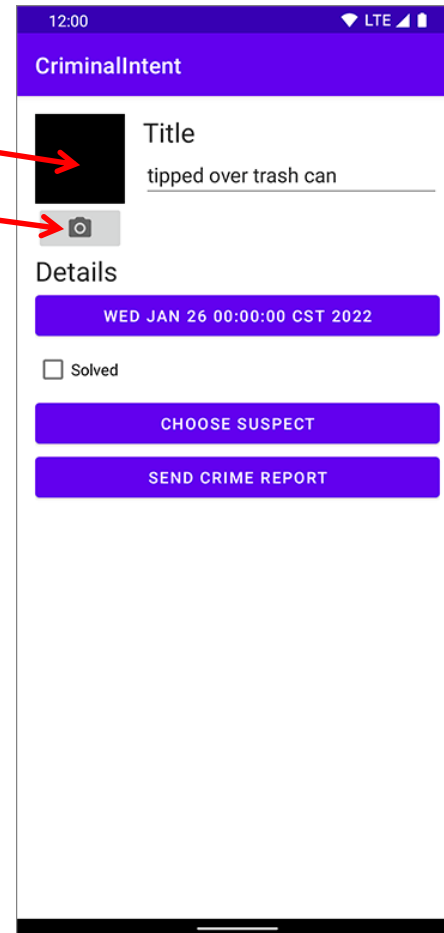 12:00 LTE
CriminalIntent
Title
tipped over trash can
Details
WED JAN 26 00:00:00 CST 2022
Solved
CHOOSE SUSPECT
SEND CRIME REPORT